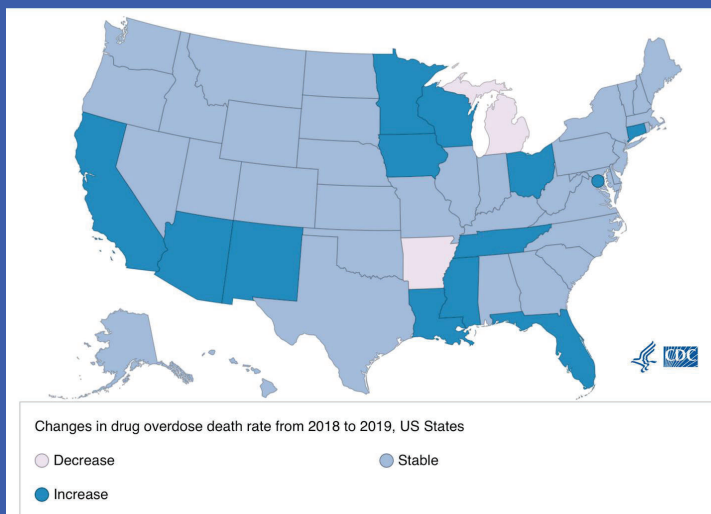 CDC
Changes in drug overdose death rate from 2018 to 2019, US States
Decrease
Stable
Increase